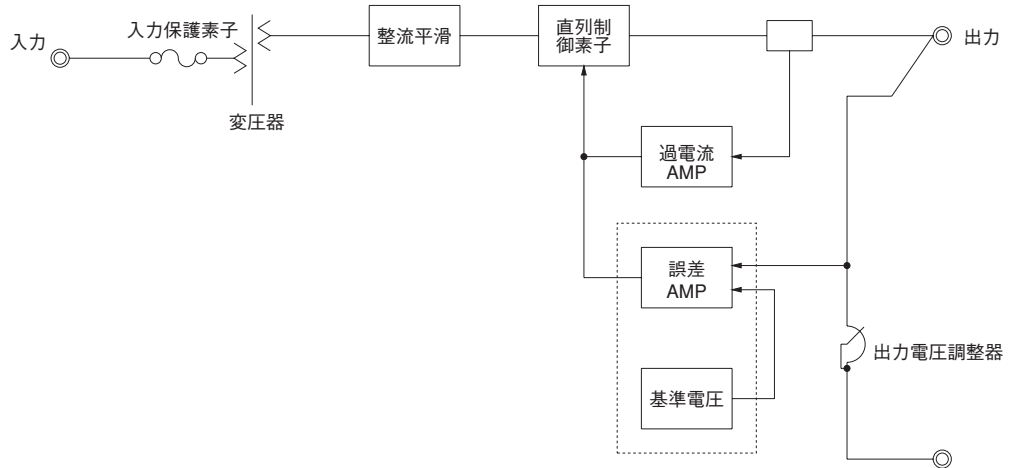 入力
入力保護素子
変圧器
整流平滑
直列制
御素子
出力
過電流
AMP
誤差
AMP
基準電圧
出力電圧調整器